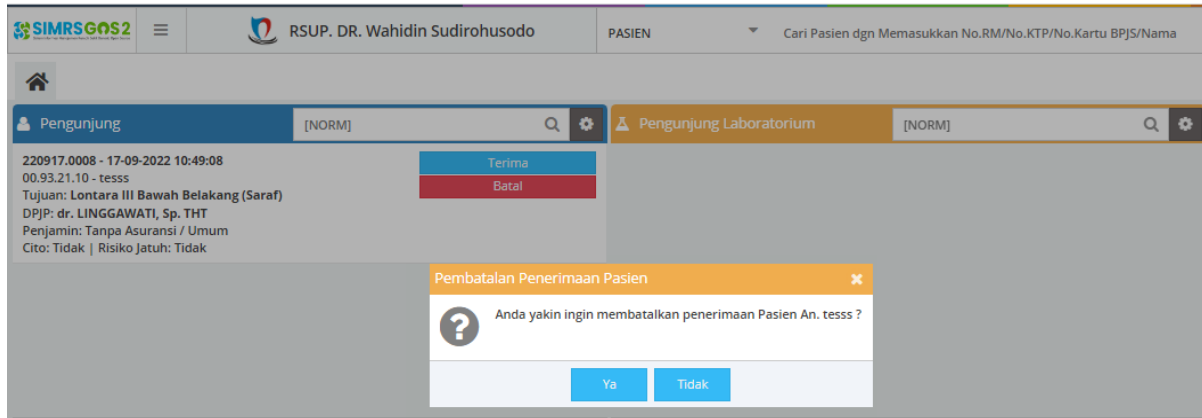 SIMRSGOS2
RSUP. DR. Wahidin Sudirohusodo
PASIEN
Cari Pasien dgn Memasukkan No.RM/No.KTP/No.Kartu BPJS/Nama
Pengunjung
[NORM]
Pengunjung Laboratorium
[NORM]
220917.0008 - 17-09-2022 10:49:08
00.93.21.10 - tesss
Tujuan: Lontara III Bawah Belakang (Saraf)
DPJP: dr. LINGGAWATI, Sp. THT
Penjamin: Tanpa Asuransi / Umum
Cito: Tidak | Risiko Jatuh: Tidak
Terima
Batal
Pembatalan Penerimaan Pasien
Anda yakin ingin membatalkan penerimaan Pasien An. tesss ?
Ya
Tidak